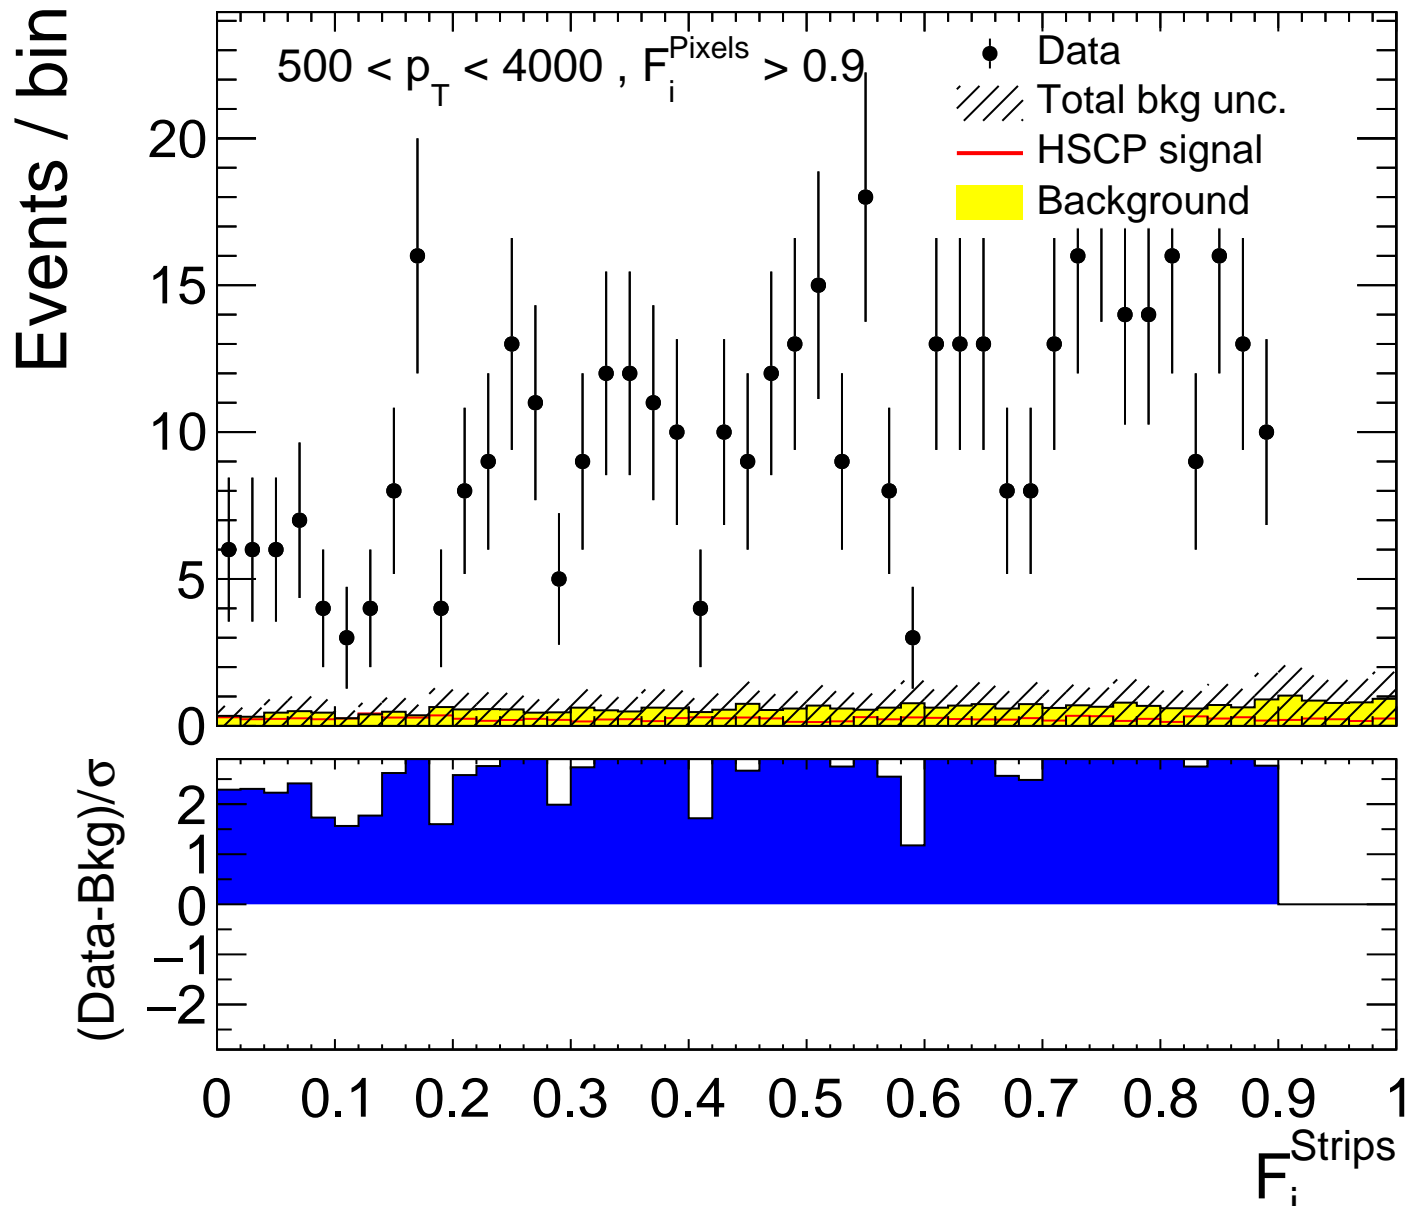 Events / bin
500 < p_T < 4000 , F_i^Pixels > 0.9
Data
Total bkg unc.
HSCP signal
Background
20
15
10
5
0
(Data-Bkg)/σ
2
1
0
−1
−2
0 0.1 0.2 0.3 0.4 0.5 0.6 0.7 0.8 0.9 1
F_i^Strips